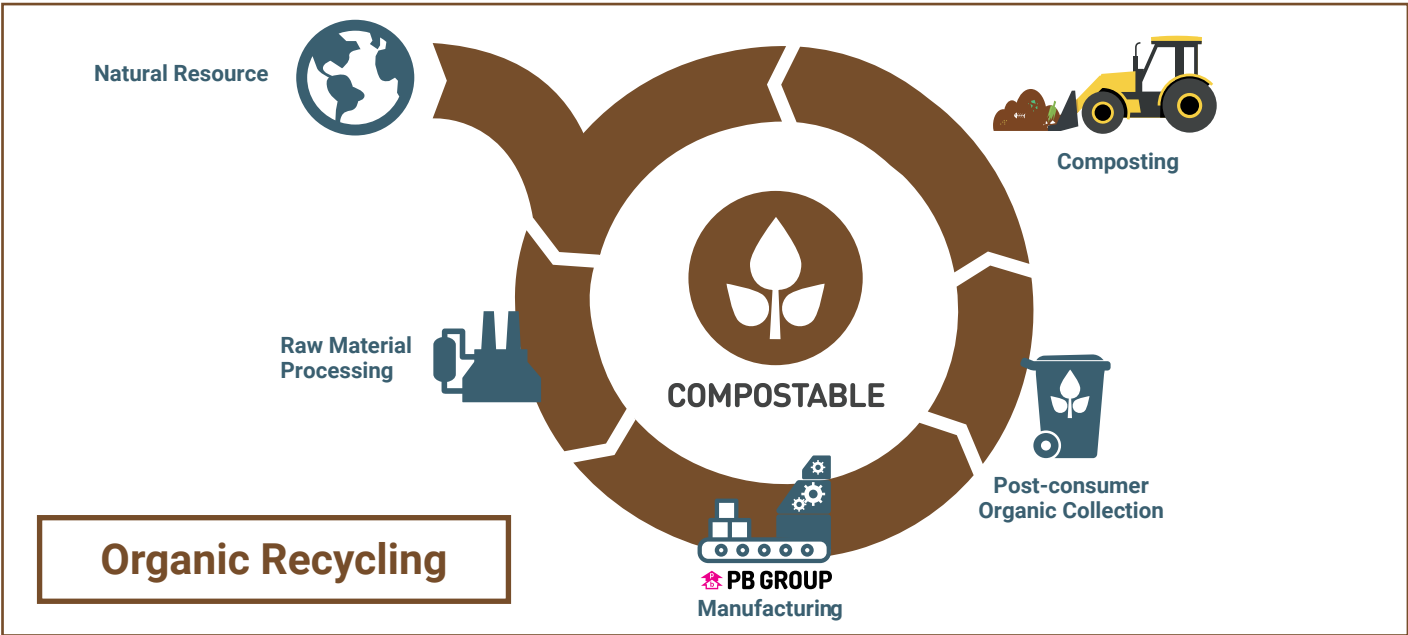 Natural Resource
Composting
Raw Material
Processing
COMPOSTABLE
Post-consumer
Organic Collection
PB GROUP
Manufacturing
Organic Recycling